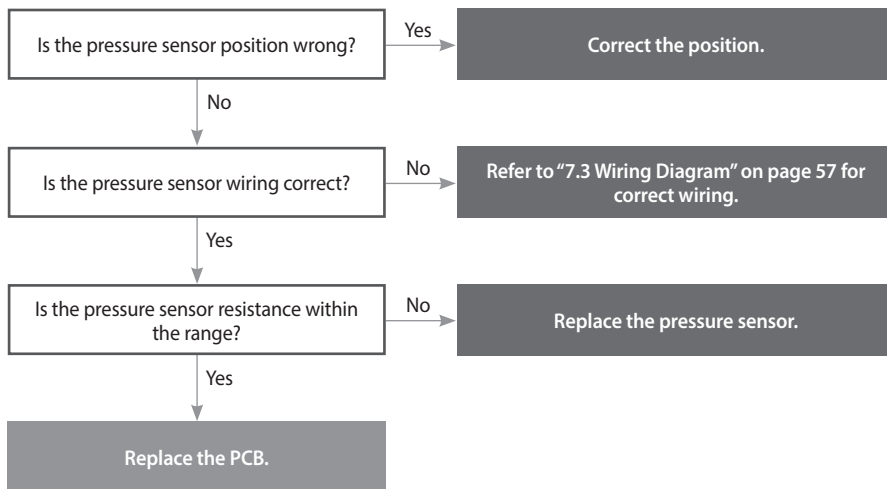 Is the pressure sensor position wrong?
Yes
Correct the position.
No
Is the pressure sensor wiring correct?
No
Refer to “7.3 Wiring Diagram” on page 57 for
correct wiring.
Yes
Is the pressure sensor resistance within
the range?
No
Replace the pressure sensor.
Yes
Replace the PCB.